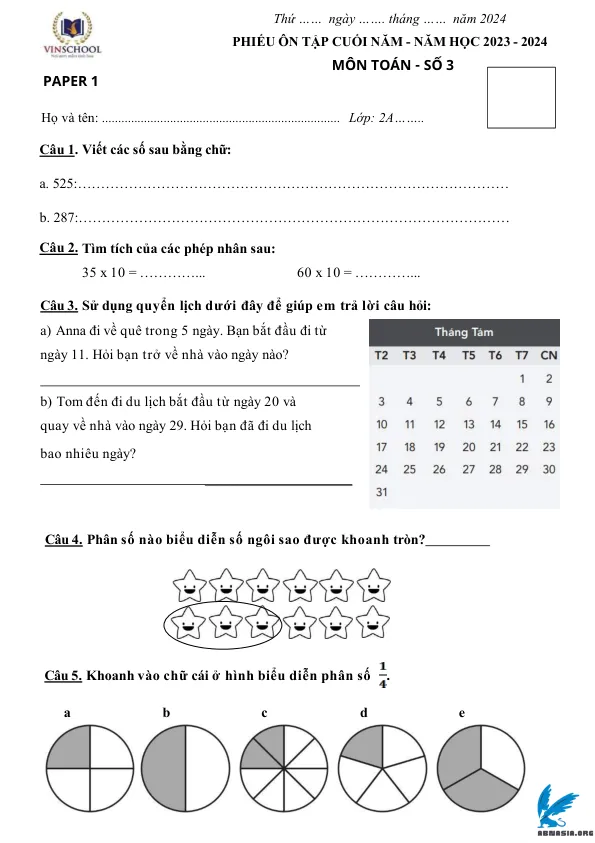 Thứ …… ngày ……. tháng …… năm 2024
VINSCHOOL
PHIẾU ÔN TẬP CUỐI NĂM - NĂM HỌC 2023 - 2024
MÔN TOÁN - SỐ 3
PAPER 1
Họ và tên: ......................................................................... Lớp: 2A……..
Câu 1. Viết các số sau bằng chữ:
a. 525:……………………………………………………………………………………
b. 287:……………………………………………………………………………………
Câu 2. Tìm tích của các phép nhân sau:
35 x 10 = …………... 60 x 10 = …………...
Câu 3. Sử dụng quyển lịch dưới đây để giúp em trả lời câu hỏi:
a) Anna đi về quê trong 5 ngày. Bạn bắt đầu đi từ
ngày 11. Hỏi bạn trở về nhà vào ngày nào?
b) Tom đến đi du lịch bắt đầu từ ngày 20 và
quay về nhà vào ngày 29. Hỏi bạn đã đi du lịch
bao nhiêu ngày?
Tháng Tám
T2 T3 T4 T5 T6 T7 CN
1 2
3 4 5 6 7 8 9
10 11 12 13 14 15 16
17 18 19 20 21 22 23
24 25 26 27 28 29 30
31
Câu 4. Phân số nào biểu diễn số ngôi sao được khoanh tròn?_________
Câu 5. Khoanh vào chữ cái ở hình biểu diễn phân số 1/4.
a b c d e
ABNASIA.ORG